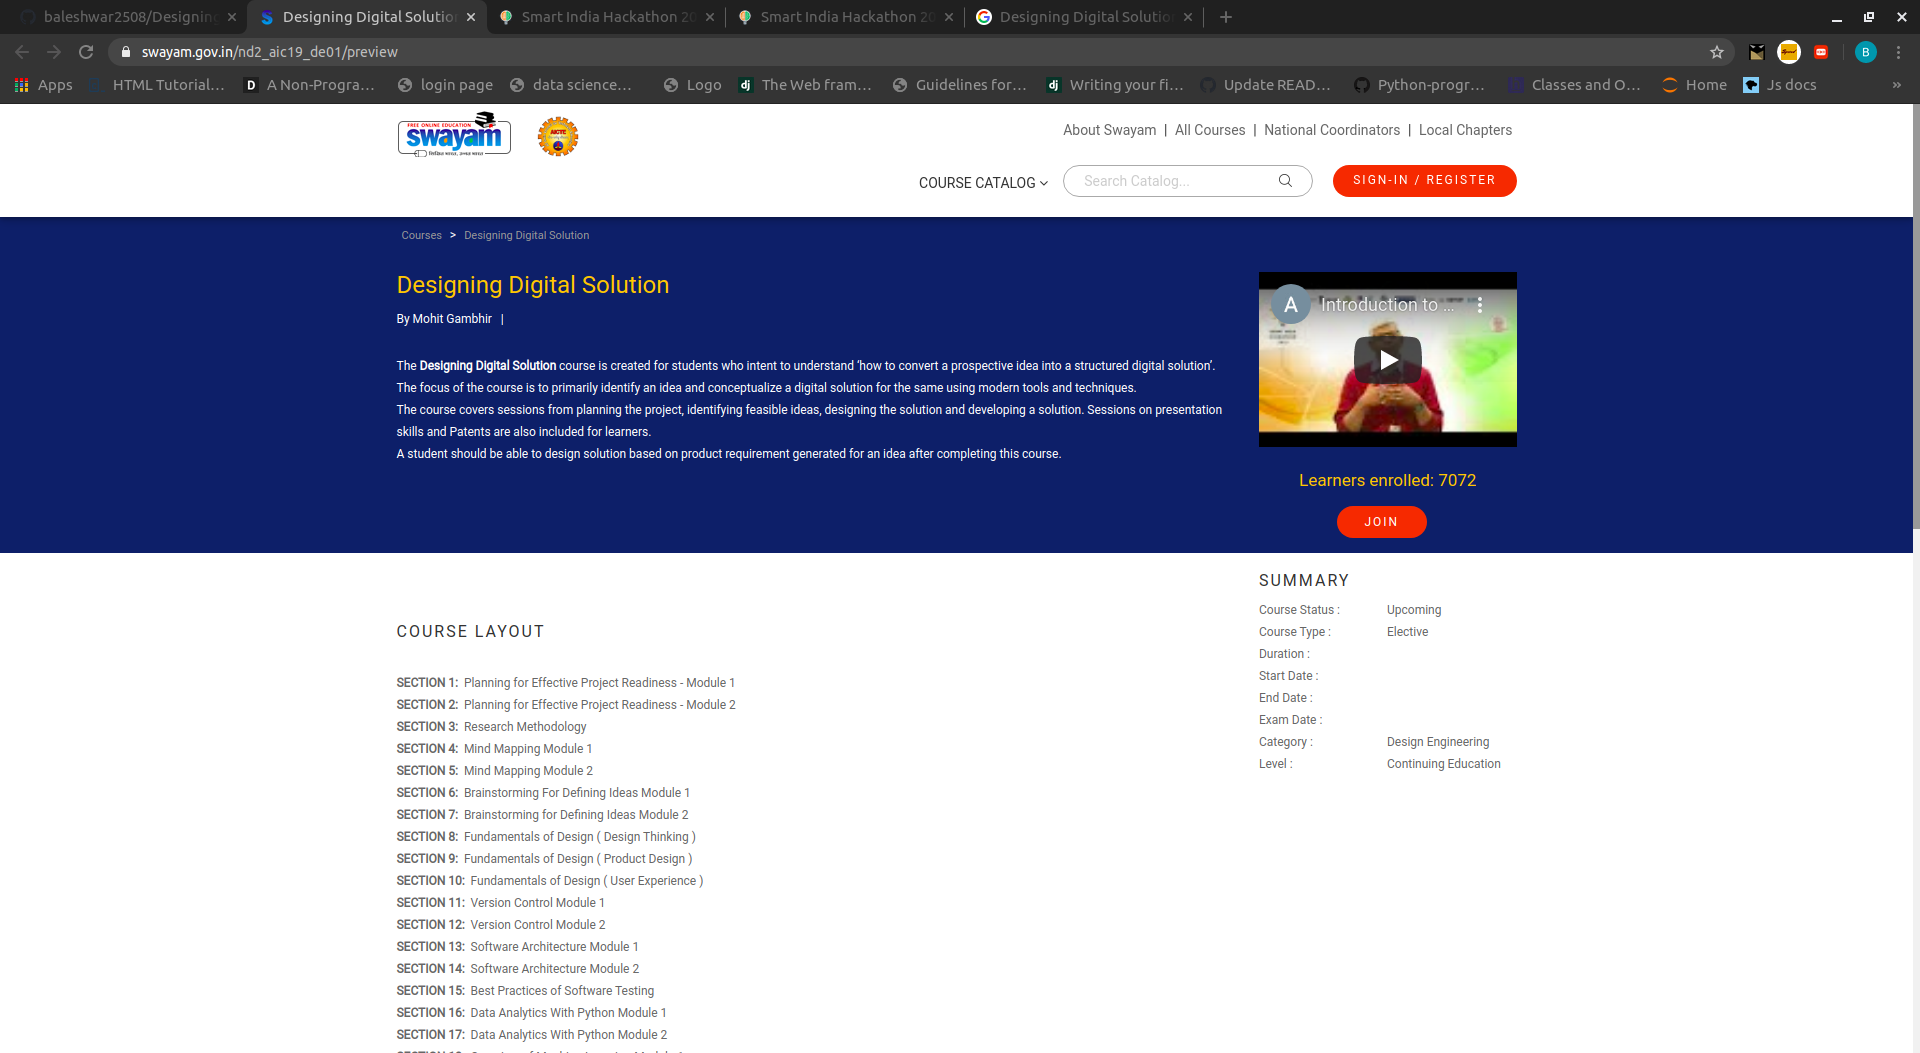 baleshwar2508/Designing
Designing Digital Solution
Smart India Hackathon 20
Smart India Hackathon 20
Designing Digital Solution
swayam.gov.in/nd2_aic19_de01/preview
B
Apps
HTML Tutorial...
D A Non-Progra...
login page
data science...
Logo
dj The Web fram...
Guidelines for...
dj Writing your fi...
Update READ...
Python-progr...
Classes and O...
Home
Js docs
»
FREE ONLINE EDUCATION
swayam
AICTE
About Swayam | All Courses | National Coordinators | Local Chapters
COURSE CATALOG
Search Catalog...
SIGN-IN / REGISTER
Courses > Designing Digital Solution
Designing Digital Solution
By Mohit Gambhir |
The Designing Digital Solution course is created for students who intent to understand ‘how to convert a prospective idea into a structured digital solution’.
The focus of the course is to primarily identify an idea and conceptualize a digital solution for the same using modern tools and techniques.
The course covers sessions from planning the project, identifying feasible ideas, designing the solution and developing a solution. Sessions on presentation
skills and Patents are also included for learners.
A student should be able to design solution based on product requirement generated for an idea after completing this course.
A Introduction to ...
Learners enrolled: 7072
JOIN
COURSE LAYOUT
SECTION 1: Planning for Effective Project Readiness - Module 1
SECTION 2: Planning for Effective Project Readiness - Module 2
SECTION 3: Research Methodology
SECTION 4: Mind Mapping Module 1
SECTION 5: Mind Mapping Module 2
SECTION 6: Brainstorming For Defining Ideas Module 1
SECTION 7: Brainstorming for Defining Ideas Module 2
SECTION 8: Fundamentals of Design ( Design Thinking )
SECTION 9: Fundamentals of Design ( Product Design )
SECTION 10: Fundamentals of Design ( User Experience )
SECTION 11: Version Control Module 1
SECTION 12: Version Control Module 2
SECTION 13: Software Architecture Module 1
SECTION 14: Software Architecture Module 2
SECTION 15: Best Practices of Software Testing
SECTION 16: Data Analytics With Python Module 1
SECTION 17: Data Analytics With Python Module 2
SUMMARY
Course Status : Upcoming
Course Type : Elective
Duration :
Start Date :
End Date :
Exam Date :
Category : Design Engineering
Level : Continuing Education